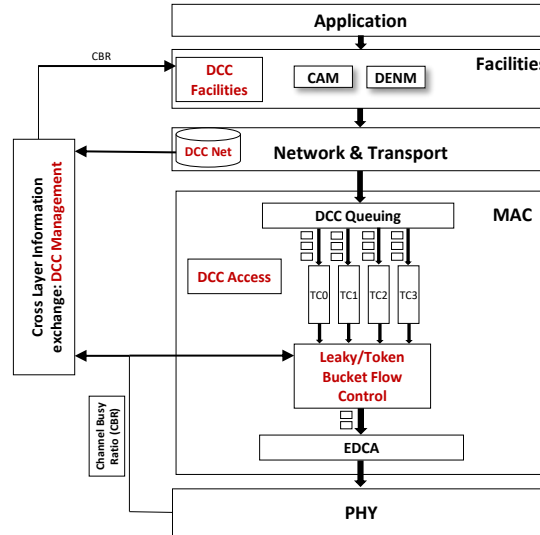 Application
CBR
Facilities
DCC
Facilities
CAM
DENM
DCC Net
Network & Transport
Cross Layer Information
exchange: DCC Management
MAC
DCC Queuing
DCC Access
TC0
TC1
TC2
TC3
Leaky/Token
Bucket Flow
Control
Channel Busy
Ratio (CBR)
EDCA
PHY